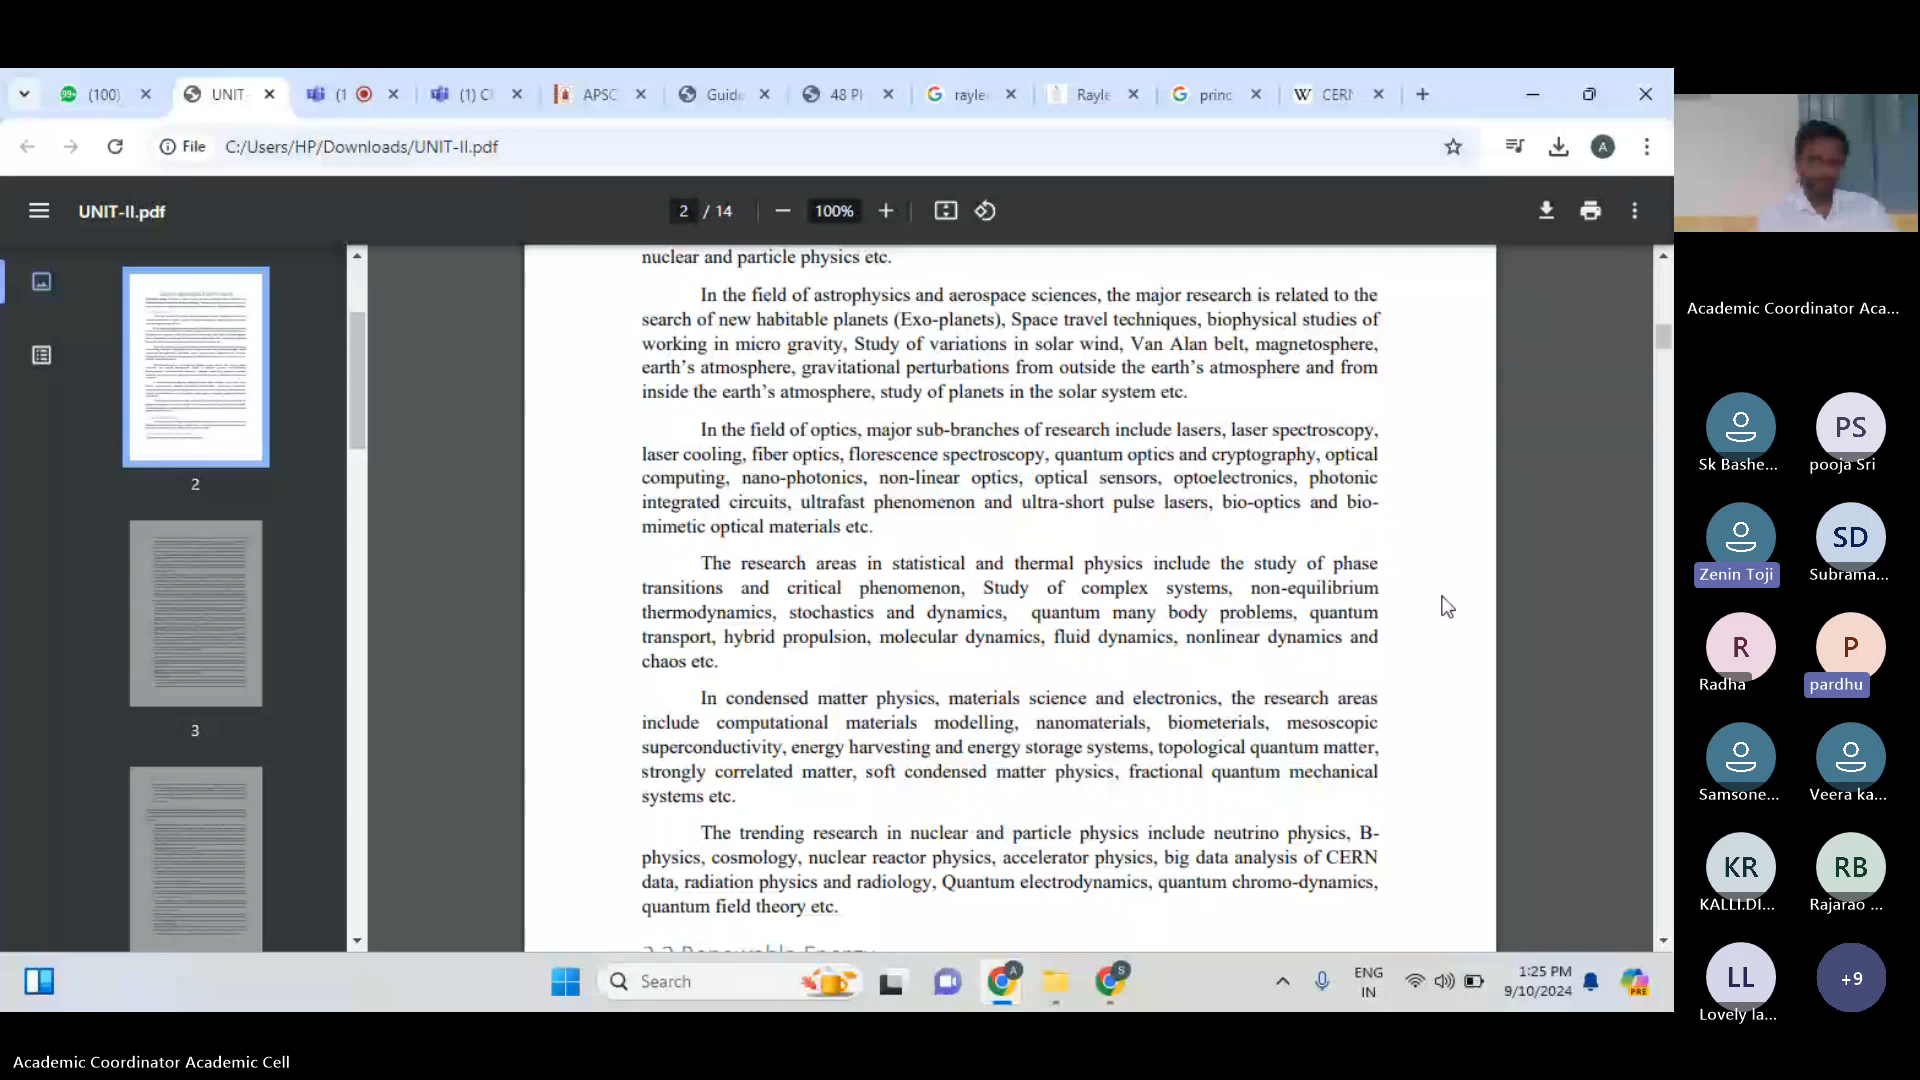 (100)
UNIT-
(1
(1) C
APSC
Guide
48 Pl
rayle
Rayle
princ
CERN
File
C:/Users/HP/Downloads/UNIT-II.pdf
A
UNIT-II.pdf
2 / 14
100%
nuclear and particle physics etc.
In the field of astrophysics and aerospace sciences, the major research is related to the
search of new habitable planets (Exo-planets), Space travel techniques, biophysical studies of
working in micro gravity, Study of variations in solar wind, Van Alan belt, magnetosphere,
earth's atmosphere, gravitational perturbations from outside the earth's atmosphere and from
inside the earth's atmosphere, study of planets in the solar system etc.
In the field of optics, major sub-branches of research include lasers, laser spectroscopy,
laser cooling, fiber optics, florescence spectroscopy, quantum optics and cryptography, optical
computing, nano-photonics, non-linear optics, optical sensors, optoelectronics, photonic
integrated circuits, ultrafast phenomenon and ultra-short pulse lasers, bio-optics and bio-
mimetic optical materials etc.
The research areas in statistical and thermal physics include the study of phase
transitions and critical phenomenon, Study of complex systems, non-equilibrium
thermodynamics, stochastics and dynamics, quantum many body problems, quantum
transport, hybrid propulsion, molecular dynamics, fluid dynamics, nonlinear dynamics and
chaos etc.
In condensed matter physics, materials science and electronics, the research areas
include computational materials modelling, nanomaterials, biometerials, mesoscopic
superconductivity, energy harvesting and energy storage systems, topological quantum matter,
strongly correlated matter, soft condensed matter physics, fractional quantum mechanical
systems etc.
The trending research in nuclear and particle physics include neutrino physics, B-
physics, cosmology, nuclear reactor physics, accelerator physics, big data analysis of CERN
data, radiation physics and radiology, Quantum electrodynamics, quantum chromo-dynamics,
quantum field theory etc.
2
3
Search
ENG
IN
1:25 PM
9/10/2024
Academic Coordinator Aca...
Sk Bashe...
PS
pooja Sri
Zenin Toji
SD
Subrama...
R
Radha
P
pardhu
Samsone...
Veera ka...
KR
KALLI.DI...
RB
Rajarao ...
LL
Lovely la...
+9
Academic Coordinator Academic Cell